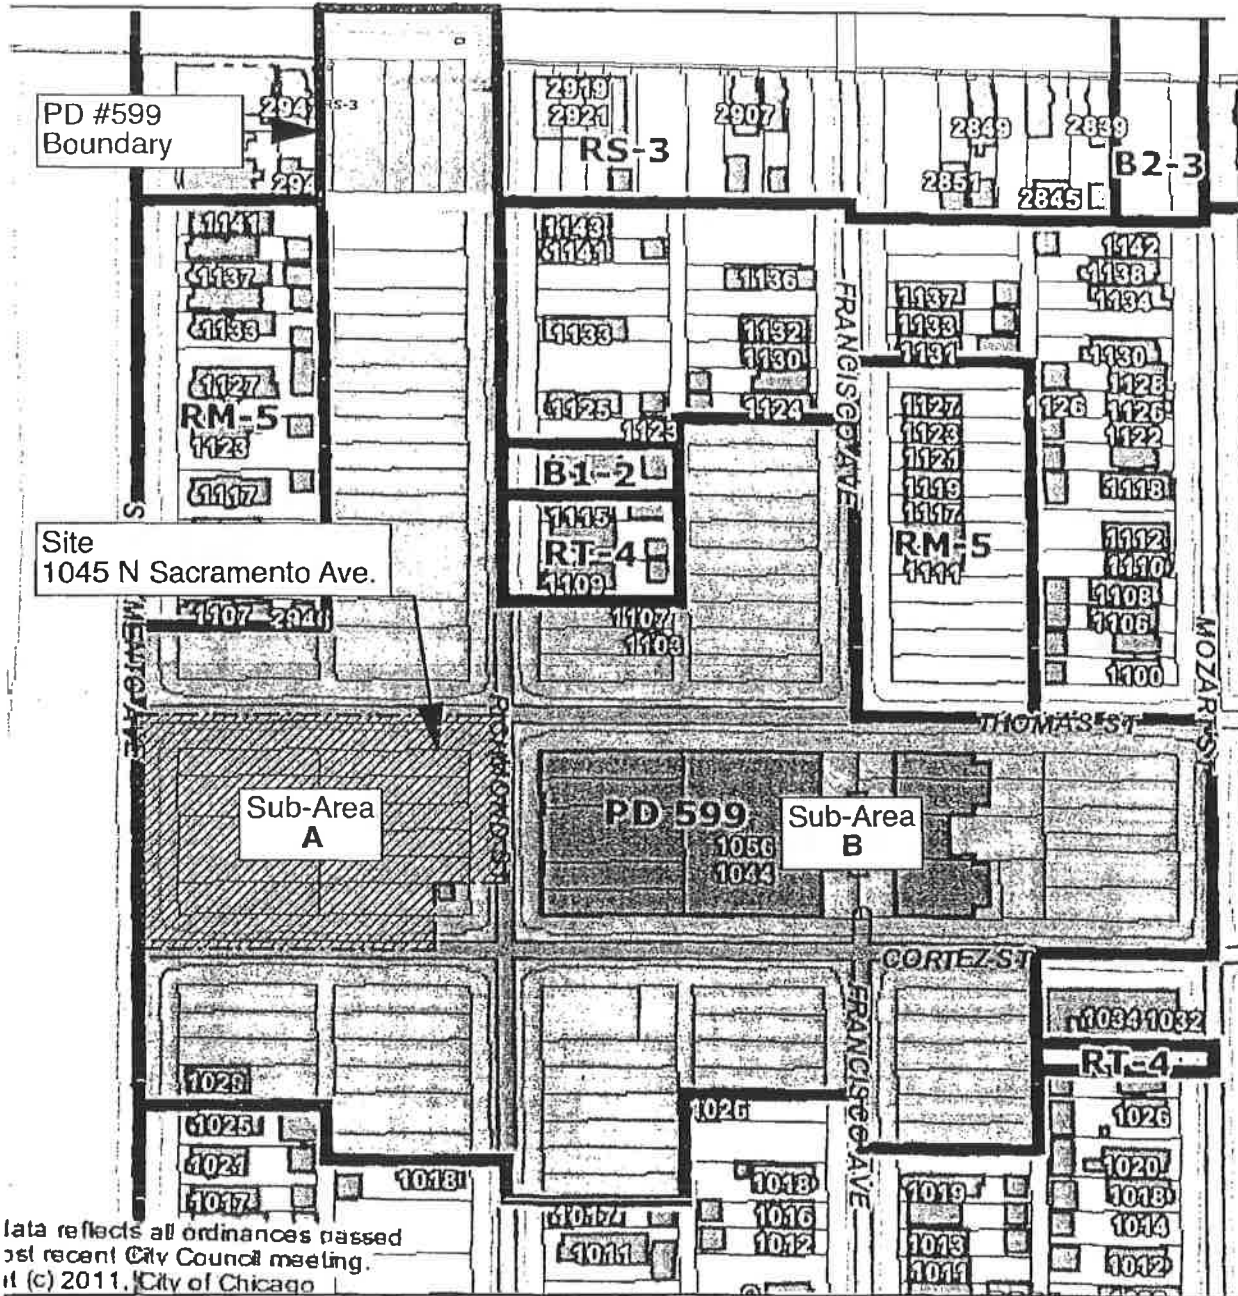 PD #599
Boundary
RS-3
2919
2921
2907
RS-3
2849
2839
B2-3
2851
2845
1141
1137
1133
1127
RM-5
1123
1117
1143
1141
1136
1133
1132
1130
1125
1124
1123
B1-2
1115
RT-4
1109
1107
1103
FRANCISCO AVE
1137
1133
1131
1127
1123
1121
1119
1117
RM-5
1111
1142
1138
1134
1130
1128
1126
1126
1122
1118
1112
1110
1108
1106
1100
MOZART ST
Site
1045 N Sacramento Ave.
1107
THOMAS ST
Sub-Area
A
PD 599
1056
1044
Sub-Area
B
CORTEZ ST
FRANCISCO AVE
1034 1032
RT-4
1029
1025
1021
1017
1018
1026
1018
1016
1012
1017
1011
1019
1013
1011
1026
1020
1018
1014
1012
data reflects all ordinances passed
ost recent City Council meeting.
(c) 2011, City of Chicago